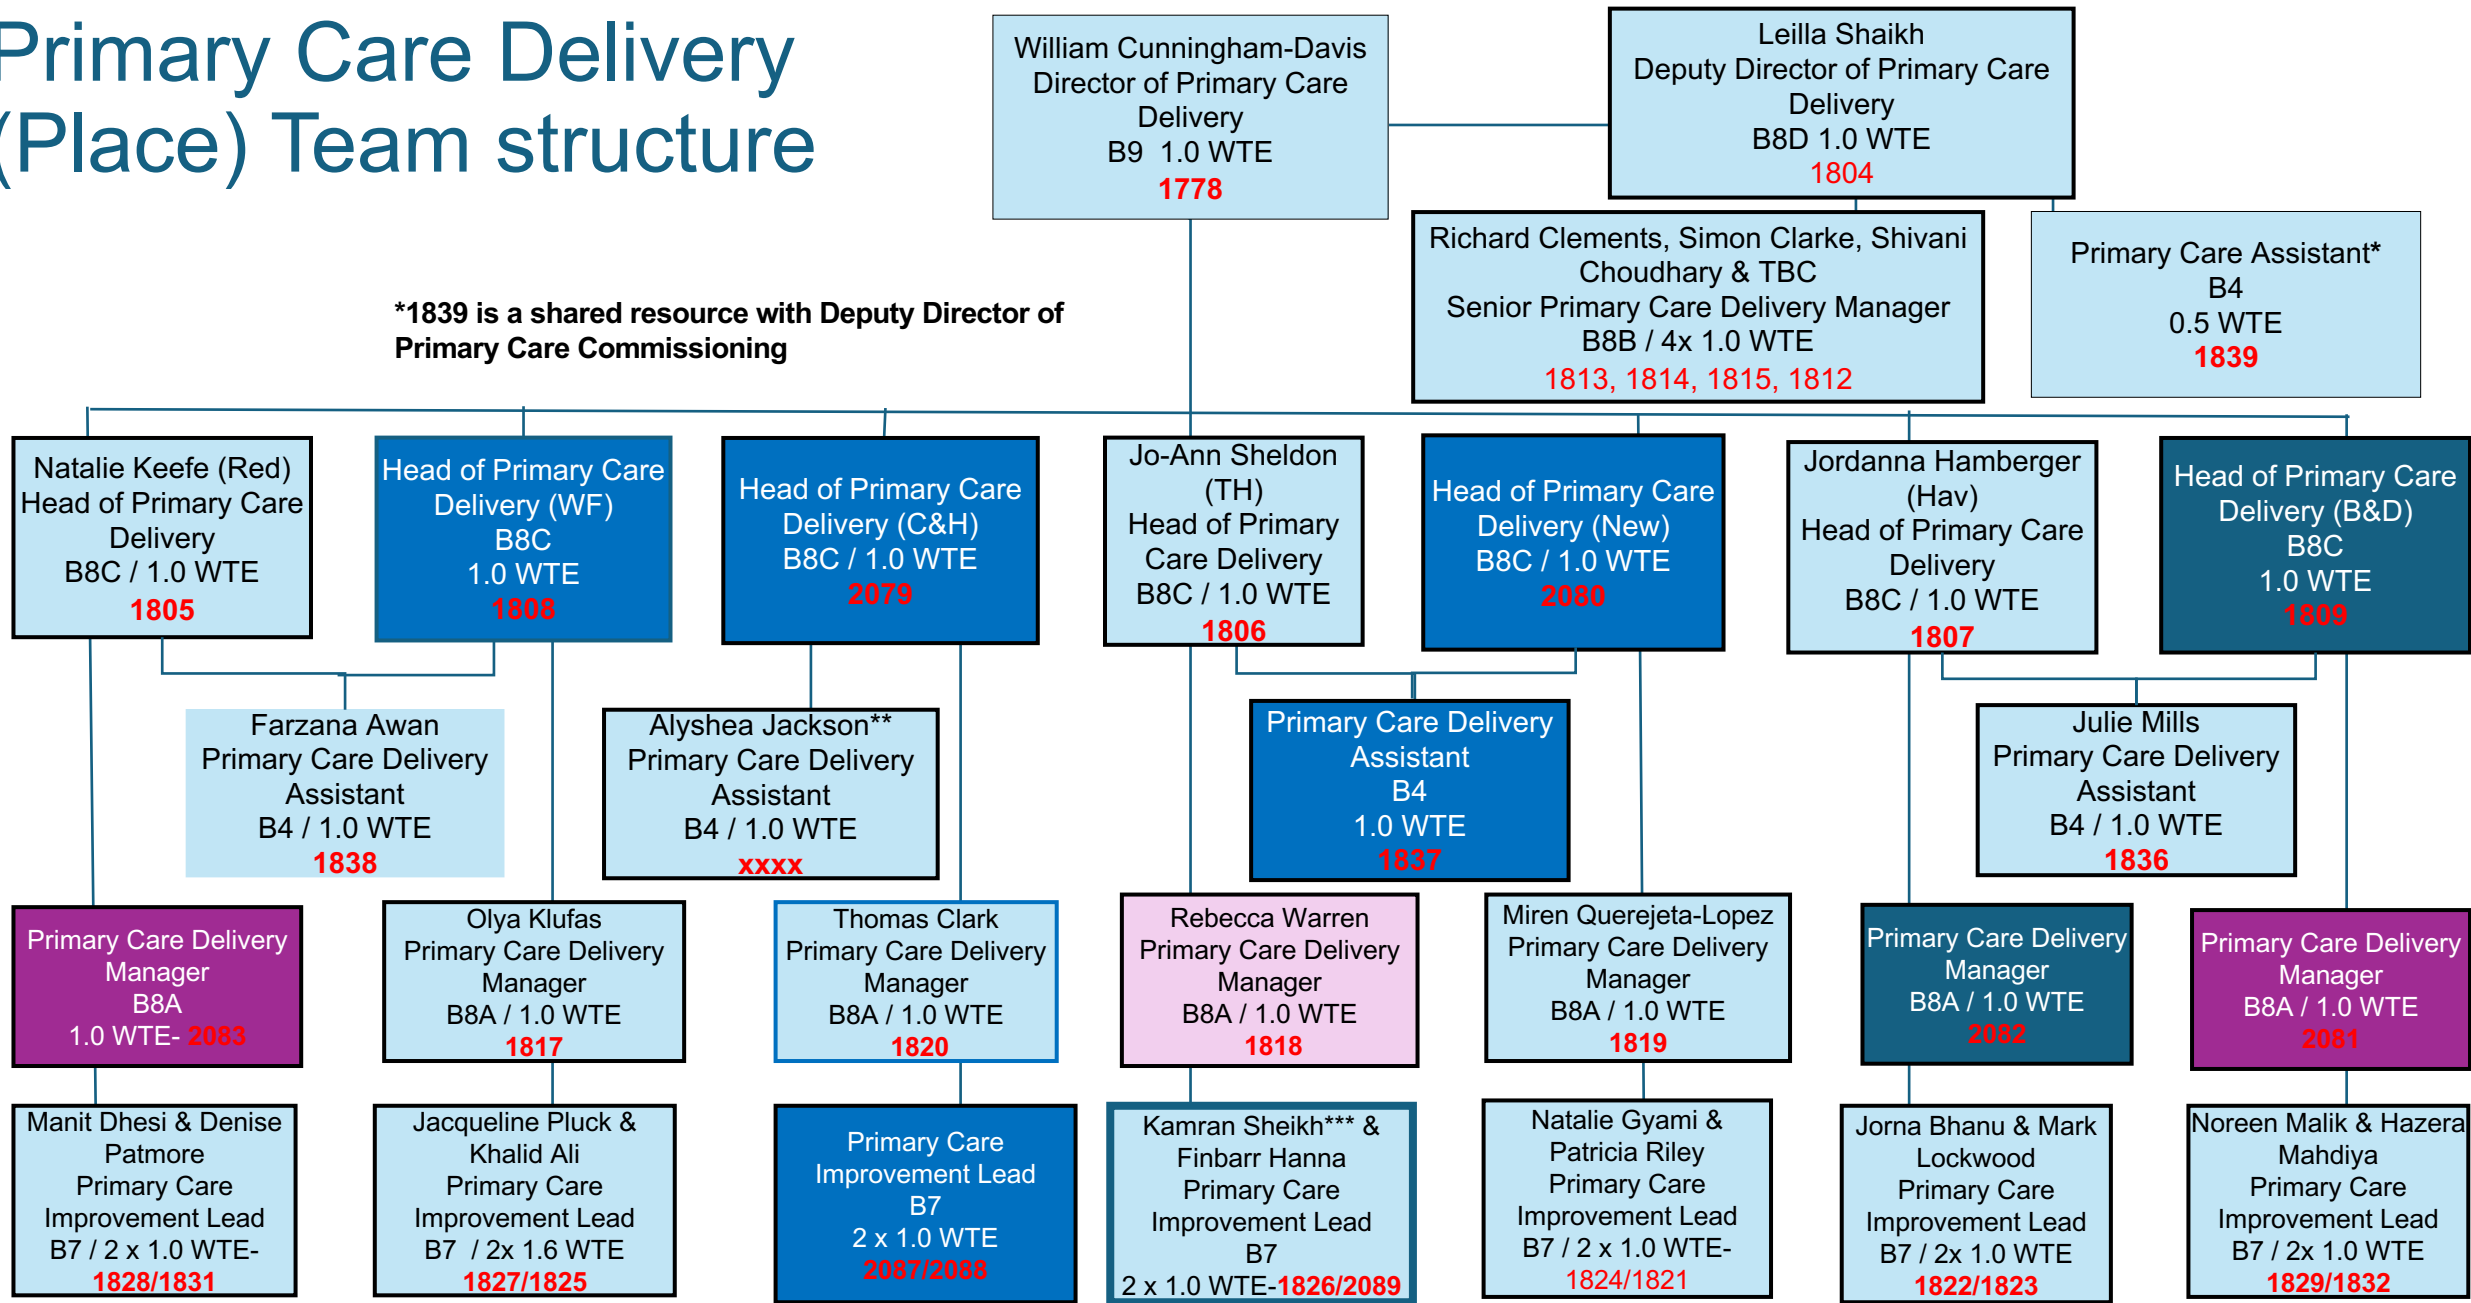 Primary Care Delivery
(Place) Team structure
William Cunningham-Davis
Director of Primary Care
Delivery
B9 1.0 WTE
1778
Leilla Shaikh
Deputy Director of Primary Care
Delivery
B8D 1.0 WTE
1804
Richard Clements, Simon Clarke, Shivani
Choudhary & TBC
Senior Primary Care Delivery Manager
B8B / 4x 1.0 WTE
1813, 1814, 1815, 1812
Primary Care Assistant*
B4
0.5 WTE
1839
*1839 is a shared resource with Deputy Director of
Primary Care Commissioning
Natalie Keefe (Red)
Head of Primary Care
Delivery
B8C / 1.0 WTE
1805
Head of Primary Care
Delivery (WF)
B8C
1.0 WTE
1808
Head of Primary Care
Delivery (C&H)
B8C / 1.0 WTE
2079
Jo-Ann Sheldon
(TH)
Head of Primary
Care Delivery
B8C / 1.0 WTE
1806
Head of Primary Care
Delivery (New)
B8C / 1.0 WTE
2080
Jordanna Hamberger
(Hav)
Head of Primary Care
Delivery
B8C / 1.0 WTE
1807
Head of Primary Care
Delivery (B&D)
B8C
1.0 WTE
1809
Farzana Awan
Primary Care Delivery
Assistant
B4 / 1.0 WTE
1838
Alyshea Jackson**
Primary Care Delivery
Assistant
B4 / 1.0 WTE
xxxx
Primary Care Delivery
Assistant
B4
1.0 WTE
1837
Julie Mills
Primary Care Delivery
Assistant
B4 / 1.0 WTE
1836
Primary Care Delivery
Manager
B8A
1.0 WTE- 2083
Olya Klufas
Primary Care Delivery
Manager
B8A / 1.0 WTE
1817
Thomas Clark
Primary Care Delivery
Manager
B8A / 1.0 WTE
1820
Rebecca Warren
Primary Care Delivery
Manager
B8A / 1.0 WTE
1818
Miren Querejeta-Lopez
Primary Care Delivery
Manager
B8A / 1.0 WTE
1819
Primary Care Delivery
Manager
B8A / 1.0 WTE
2082
Primary Care Delivery
Manager
B8A / 1.0 WTE
2081
Manit Dhesi & Denise
Patmore
Primary Care
Improvement Lead
B7 / 2 x 1.0 WTE-
1828/1831
Jacqueline Pluck &
Khalid Ali
Primary Care
Improvement Lead
B7 / 2x 1.6 WTE
1827/1825
Primary Care
Improvement Lead
B7
2 x 1.0 WTE
2087/2088
Kamran Sheikh*** &
Finbarr Hanna
Primary Care
Improvement Lead
B7
2 x 1.0 WTE-1826/2089
Natalie Gyami &
Patricia Riley
Primary Care
Improvement Lead
B7 / 2 x 1.0 WTE-
1824/1821
Jorna Bhanu & Mark
Lockwood
Primary Care
Improvement Lead
B7 / 2x 1.0 WTE
1822/1823
Noreen Malik & Hazera
Mahdiya
Primary Care
Improvement Lead
B7 / 2x 1.0 WTE
1829/1832